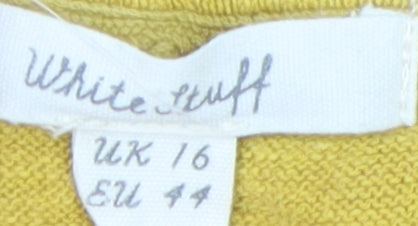 White Stuff
UK 16
EU 44